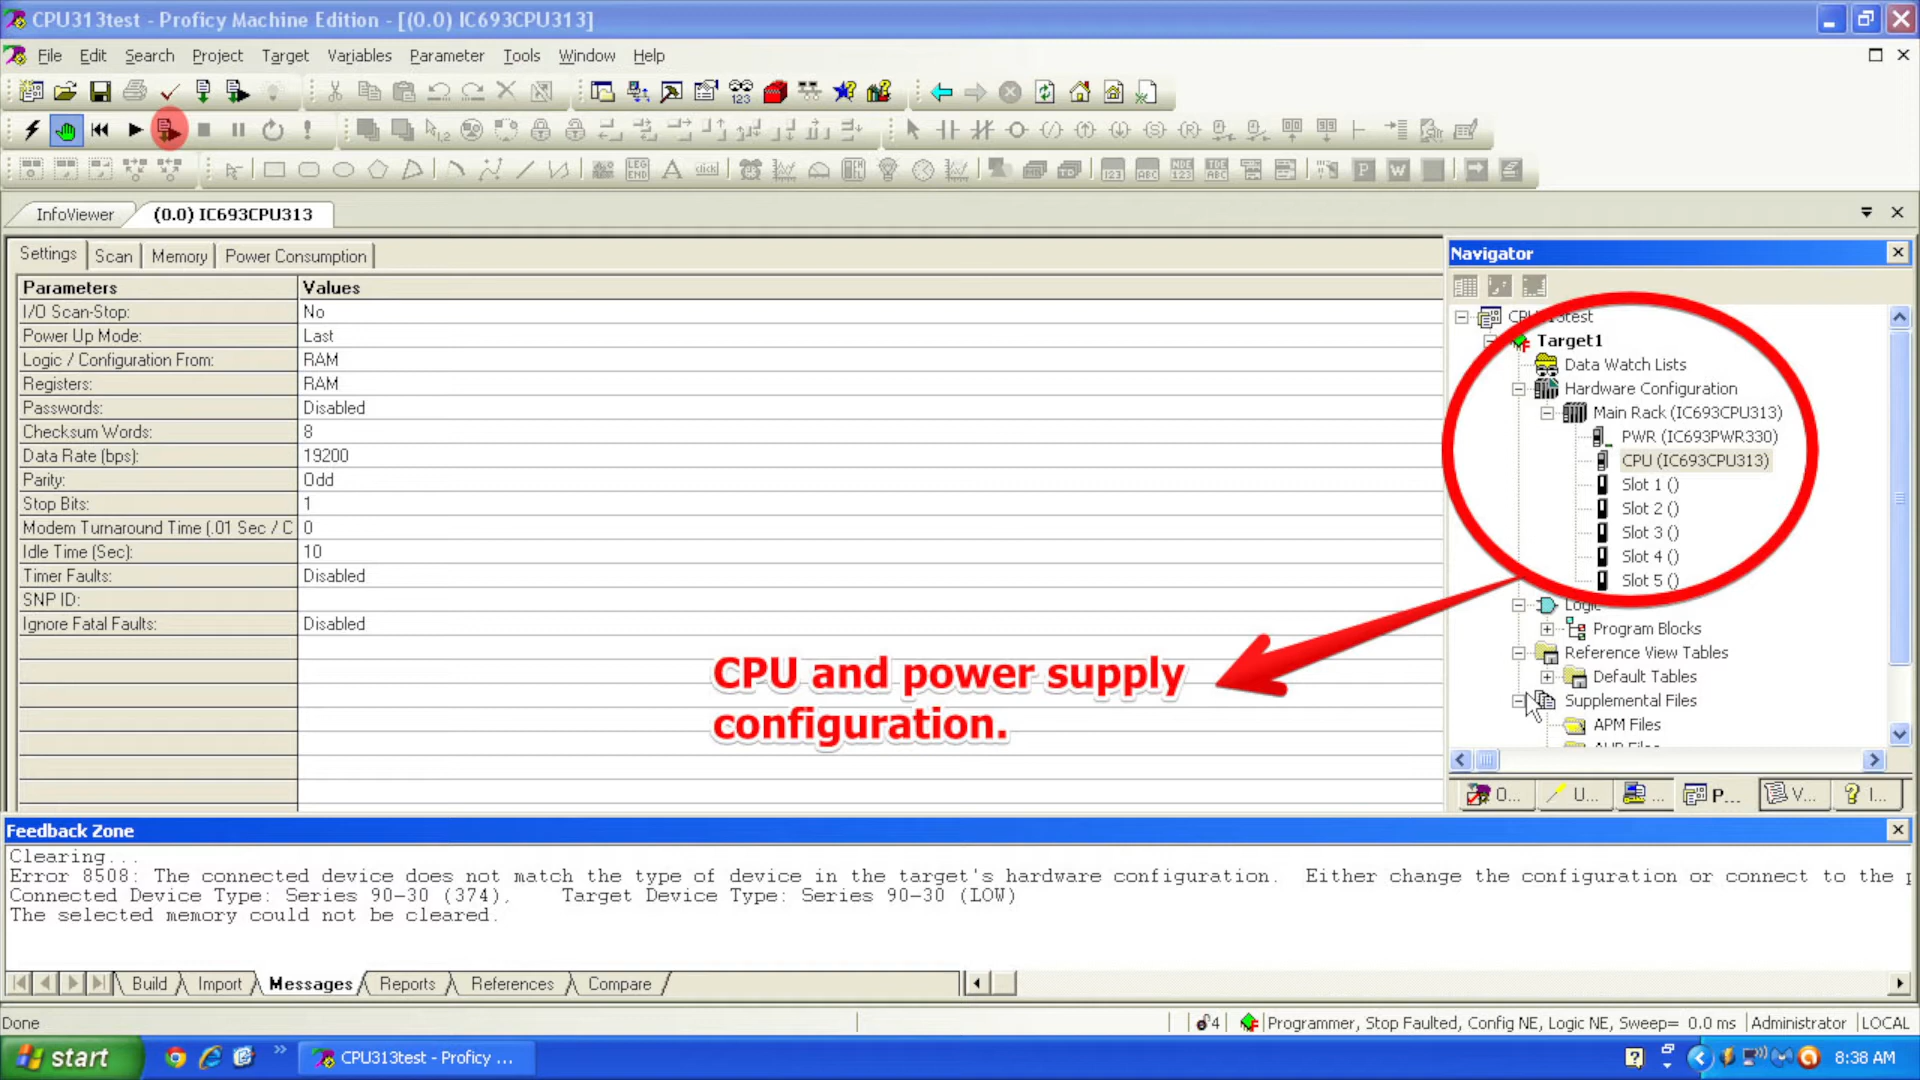 CPU313test - Proficy Machine Edition - [(0.0) IC693CPU313]
File Edit Search Project Target Variables Parameter Tools Window Help
InfoViewer (0.0) IC693CPU313
Settings Scan Memory Power Consumption
Parameters Values
I/O Scan-Stop: No
Power Up Mode: Last
Logic / Configuration From: RAM
Registers: RAM
Passwords: Disabled
Checksum Words: 8
Data Rate (bps): 19200
Parity: Odd
Stop Bits: 1
Modem Turnaround Time (.01 Sec / C 0
Idle Time (Sec): 10
Timer Faults: Disabled
SNP ID:
Ignore Fatal Faults: Disabled
CPU and power supply
configuration.
Navigator
Target1
Data Watch Lists
Hardware Configuration
Main Rack (IC693CPU313)
PWR (IC693PWR330)
CPU (IC693CPU313)
Slot 1 ()
Slot 2 ()
Slot 3 ()
Slot 4 ()
Slot 5 ()
Logic
Program Blocks
Reference View Tables
Default Tables
Supplemental Files
APM Files
O... U... ... P... V... I...
Feedback Zone
Clearing...
Error 8508: The connected device does not match the type of device in the target's hardware configuration. Either change the configuration or connect to the p
Connected Device Type: Series 90-30 (374), Target Device Type: Series 90-30 (LOW)
The selected memory could not be cleared.
Build Import Messages Reports References Compare
Done 4 Programmer, Stop Faulted, Config NE, Logic NE, Sweep= 0.0 ms Administrator LOCAL
start CPU313test - Proficy ... 8:38 AM